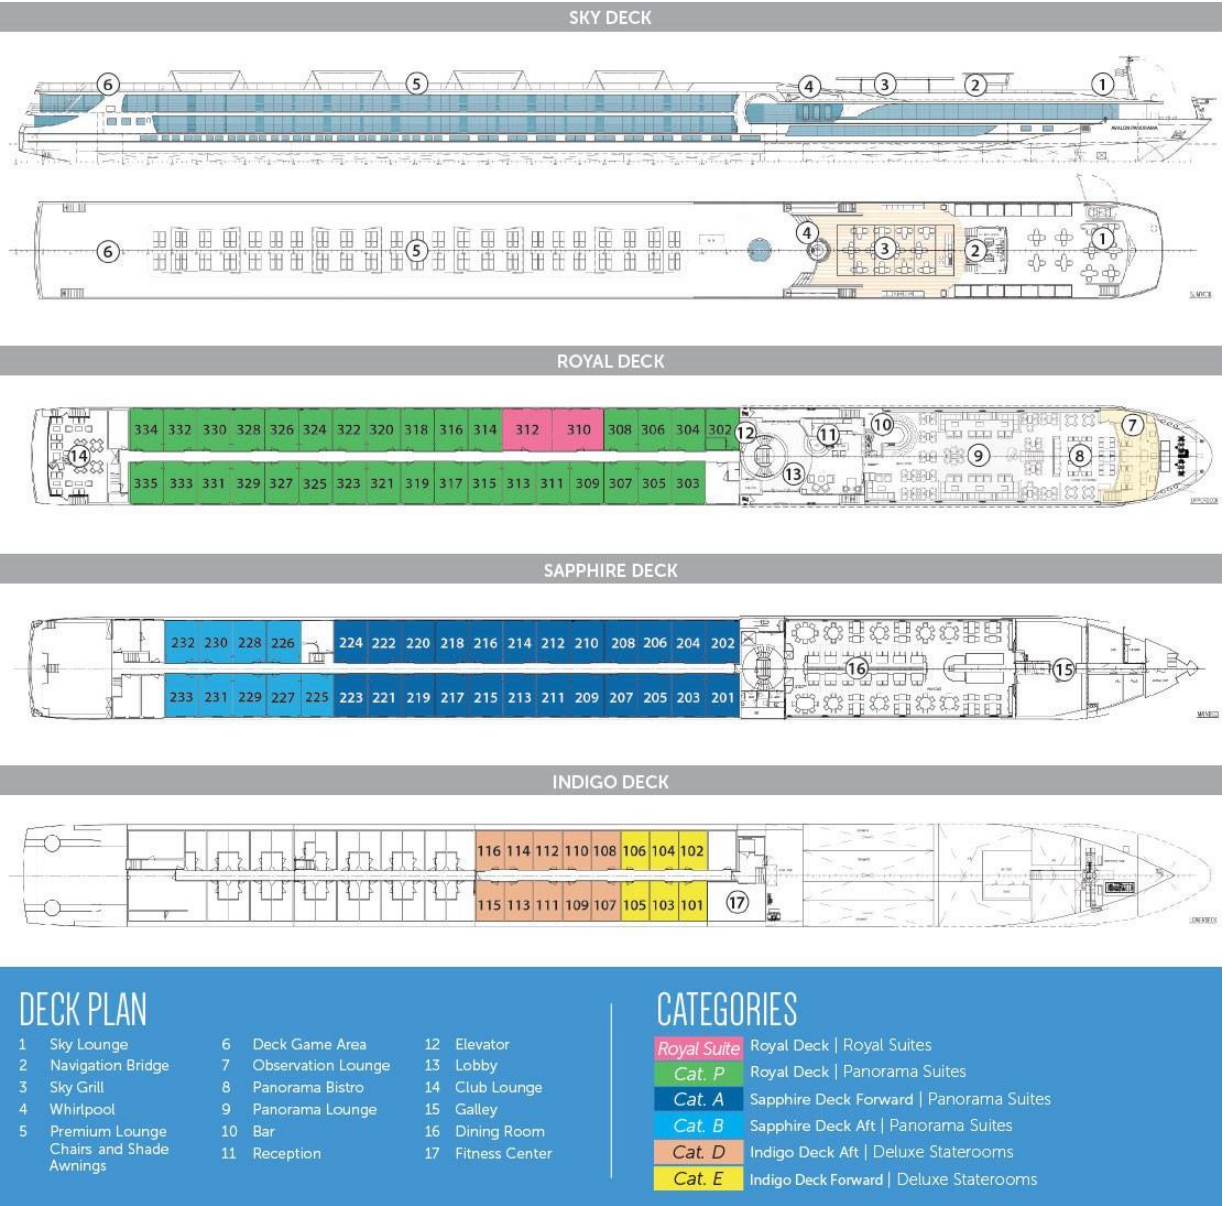 SKY DECK
6 5 4 3 2 1
AVALON PANORAMA
6 5 4 3 2 1
ROYAL DECK
334 332 330 328 326 324 322 320 318 316 314 312 310 308 306 304 302 12 11 10 7
14 13 9 8
335 333 331 329 327 325 323 321 319 317 315 313 311 309 307 305 303
SAPPHIRE DECK
232 230 228 226 224 222 220 218 216 214 212 210 208 206 204 202
16 15
233 231 229 227 225 223 221 219 217 215 213 211 209 207 205 203 201
INDIGO DECK
116 114 112 110 108 106 104 102
115 113 111 109 107 105 103 101 17
DECK PLAN
1 Sky Lounge
2 Navigation Bridge
3 Sky Grill
4 Whirlpool
5 Premium Lounge
Chairs and Shade
Awnings
6 Deck Game Area
7 Observation Lounge
8 Panorama Bistro
9 Panorama Lounge
10 Bar
11 Reception
12 Elevator
13 Lobby
14 Club Lounge
15 Galley
16 Dining Room
17 Fitness Center
CATEGORIES
Royal Suite Royal Deck | Royal Suites
Cat. P Royal Deck | Panorama Suites
Cat. A Sapphire Deck Forward | Panorama Suites
Cat. B Sapphire Deck Aft | Panorama Suites
Cat. D Indigo Deck Aft | Deluxe Staterooms
Cat. E Indigo Deck Forward | Deluxe Staterooms